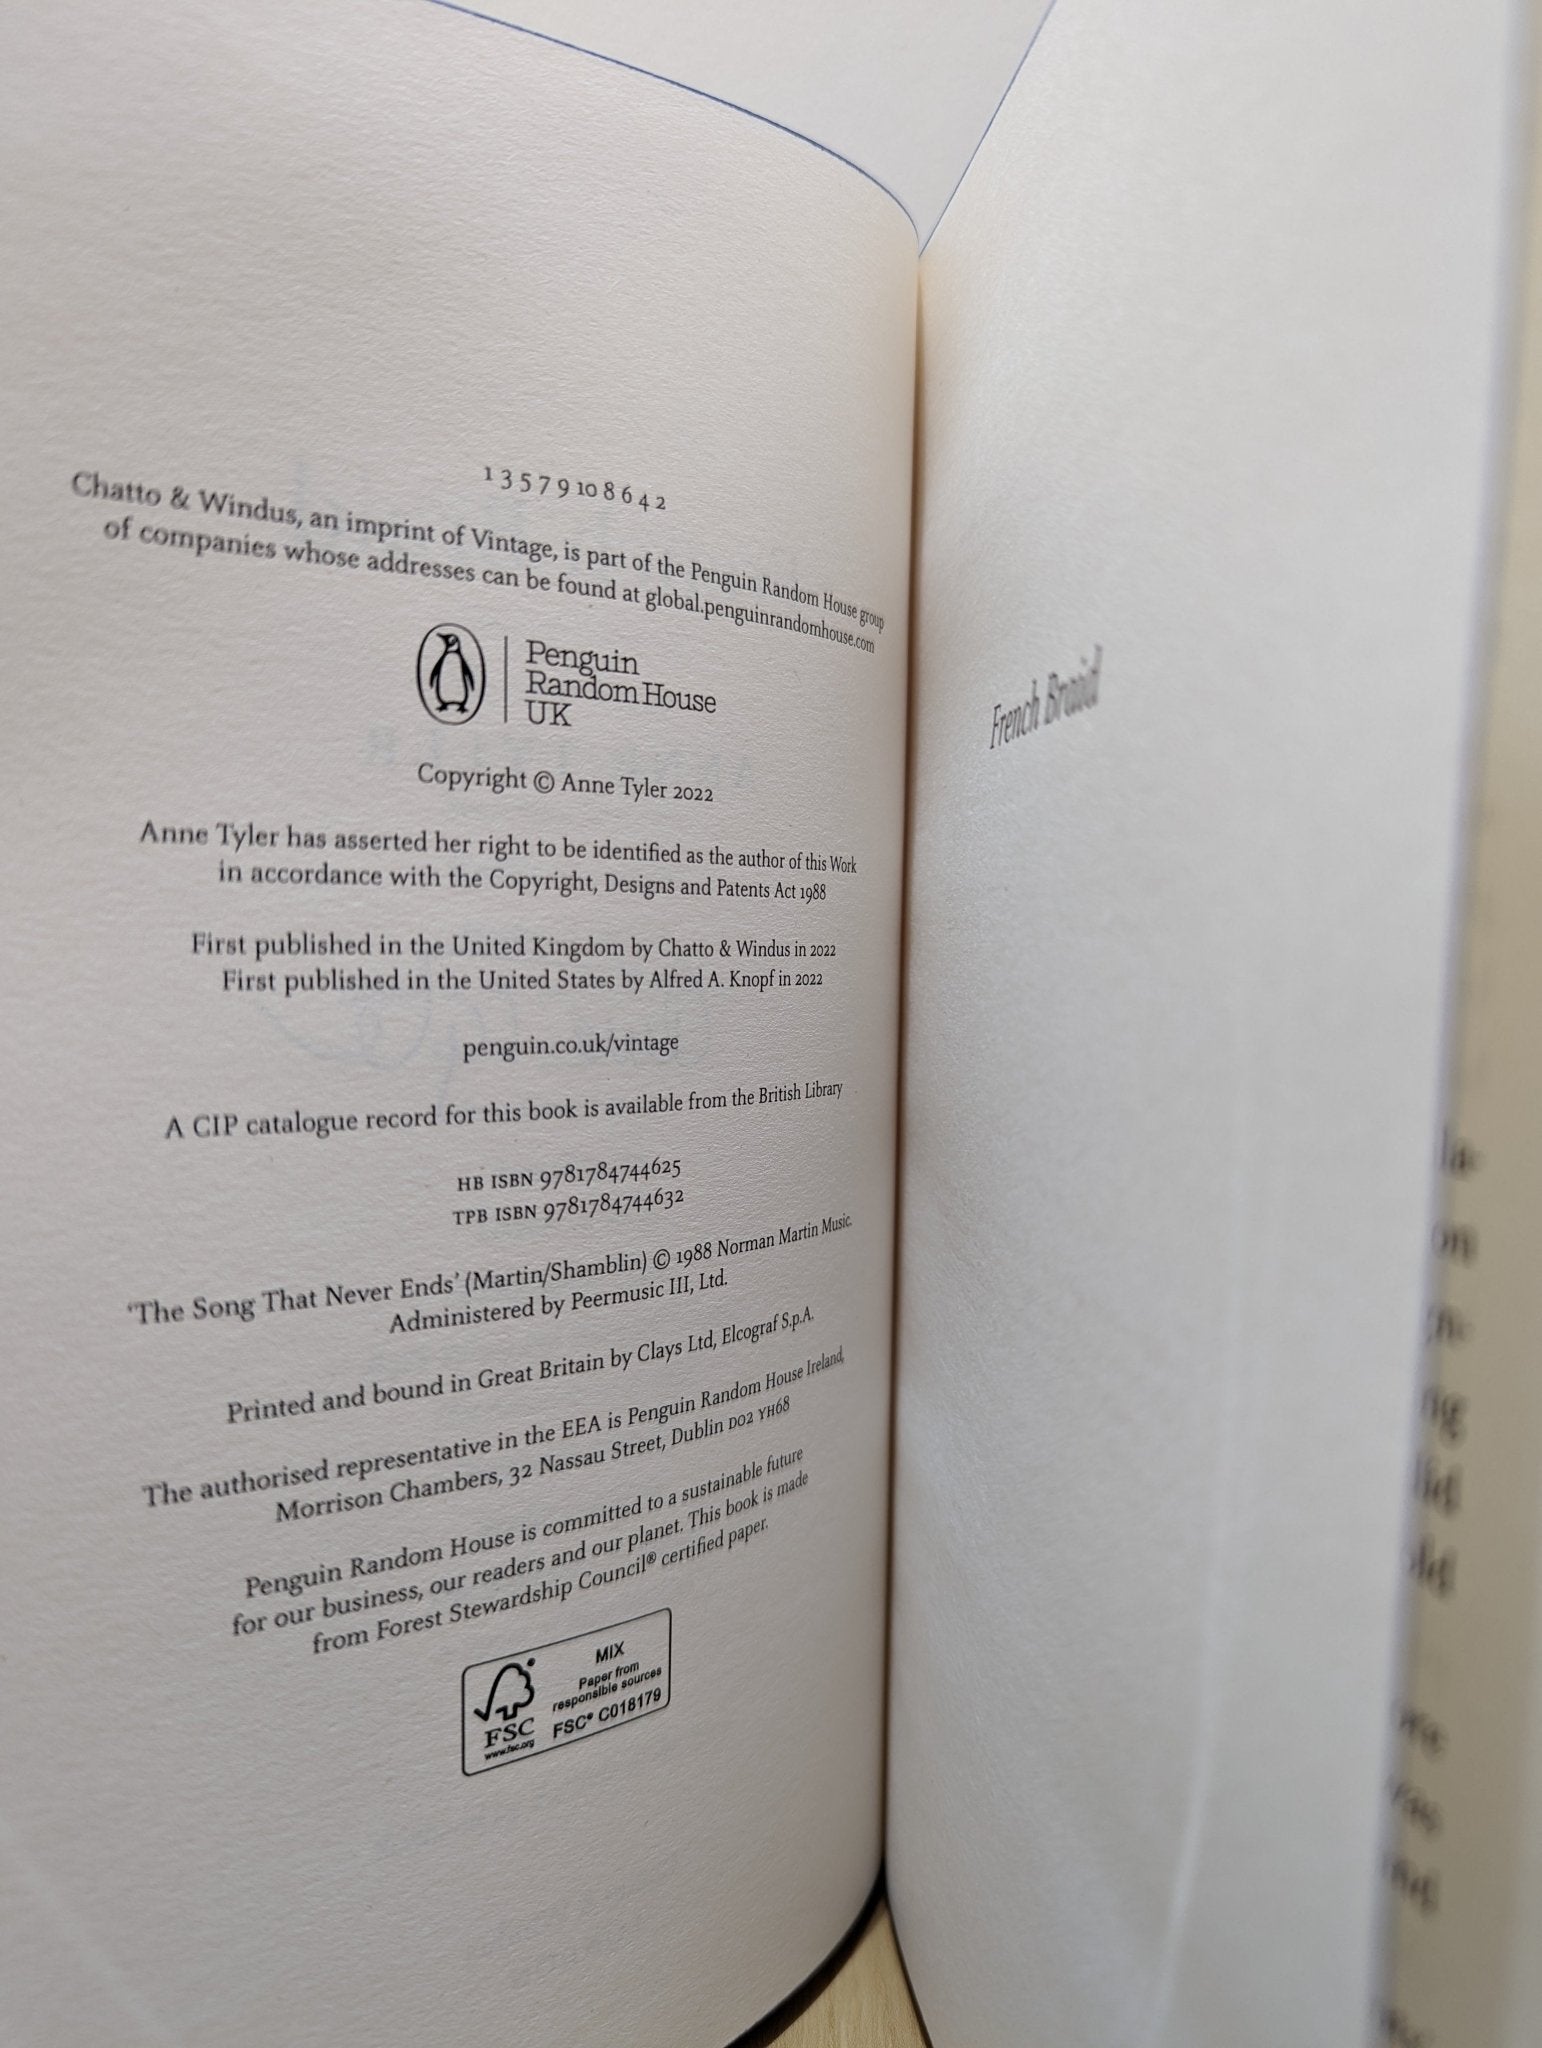 1 3 5 7 9 10 8 6 4 2
Chatto & Windus, an imprint of Vintage, is part of the Penguin Random House group
of companies whose addresses can be found at global.penguinrandomhouse.com
Penguin
Random House
UK
Copyright © Anne Tyler 2022
Anne Tyler has asserted her right to be identified as the author of this Work
in accordance with the Copyright, Designs and Patents Act 1988
First published in the United Kingdom by Chatto & Windus in 2022
First published in the United States by Alfred A. Knopf in 2022
penguin.co.uk/vintage
A CIP catalogue record for this book is available from the British Library
HB ISBN 9781784744625
TPB ISBN 9781784744632
‘The Song That Never Ends’ (Martin/Shamblin) © 1988 Norman Martin Music.
Administered by Peermusic III, Ltd.
Printed and bound in Great Britain by Clays Ltd, Elcograf S.p.A.
The authorised representative in the EEA is Penguin Random House Ireland,
Morrison Chambers, 32 Nassau Street, Dublin D02 YH68
Penguin Random House is committed to a sustainable future
for our business, our readers and our planet. This book is made
from Forest Stewardship Council® certified paper.
FSC
www.fsc.org
MIX
Paper from
responsible sources
FSC® C018179
French Braid